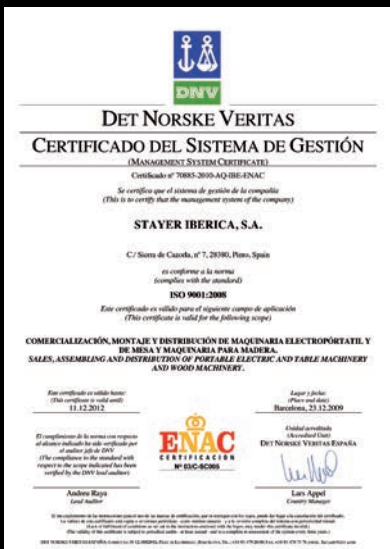 DNV
DET NORSKE VERITAS
CERTIFICADO DEL SISTEMA DE GESTIÓN
(MANAGEMENT SYSTEM CERTIFICATE)
Certificado nº 70885-2010-AQ-IBE-ENAC
Se certifica que el sistema de gestión de la compañía
(This is to certify that the management system of the company)
STAYER IBERICA, S.A.
C/ Sierra de Cazorla, nº 7, 28380, Pinto, Spain
es conforme a la norma
(complies with the standard)
ISO 9001:2008
Este certificado es válido para el siguiente campo de aplicación
(This certificate is valid for the following scope)
COMERCIALIZACIÓN, MONTAJE Y DISTRIBUCIÓN DE MAQUINARIA ELECTROPÓRTATIL Y
DE MESA Y MAQUINARIA PARA MADERA.
SALES, ASSEMBLING AND DISTRIBUTION OF PORTABLE ELECTRIC AND TABLE MACHINERY
AND WOOD MACHINERY.
Este certificado es válido hasta:
(This certificate is valid until)
11.12.2012
Lugar y fecha:
(Place and date)
Barcelona, 23.12.2009
El cumplimiento de la norma con respecto
al alcance indicado ha sido verificado por
el auditor jefe de DNV
(The compliance to the standard with
respect to the scope indicated has been
verified by the DNV lead auditor)
ENAC
CERTIFICACIÓN
Nº 03/C-SC005
Unidad acreditada
(Accredited Unit)
DET NORSKE VERITAS ESPAÑA
Andreu Raya
Lead Auditor
Lars Appel
Country Manager